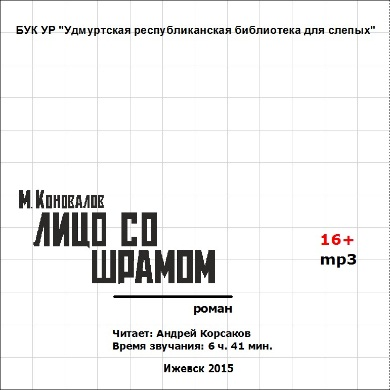 БУК УР "Удмуртская республиканская библиотека для слепых"
М. Коновалов
ЛИЦО СО
ШРАМОМ
16+
mp3
роман
Читает: Андрей Корсаков
Время звучания: 6 ч. 41 мин.
Ижевск 2015